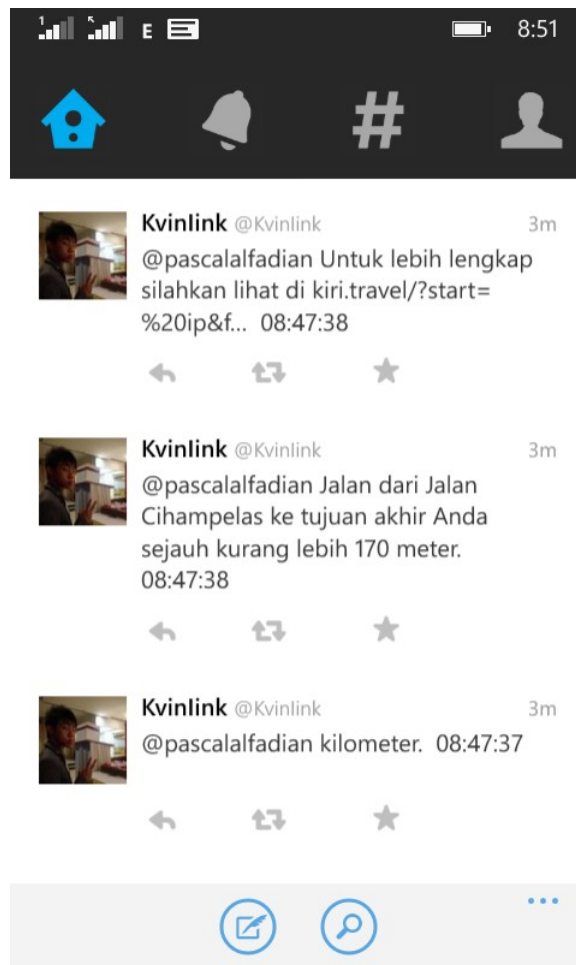 1
E
8:51
#
Kvinlink @Kvinlink 3m
@pascalalfadian Untuk lebih lengkap
silahkan lihat di kiri.travel/?start=
%20ip&f... 08:47:38
Kvinlink @Kvinlink 3m
@pascalalfadian Jalan dari Jalan
Cihampelas ke tujuan akhir Anda
sejauh kurang lebih 170 meter.
08:47:38
Kvinlink @Kvinlink 3m
@pascalalfadian kilometer. 08:47:37
...